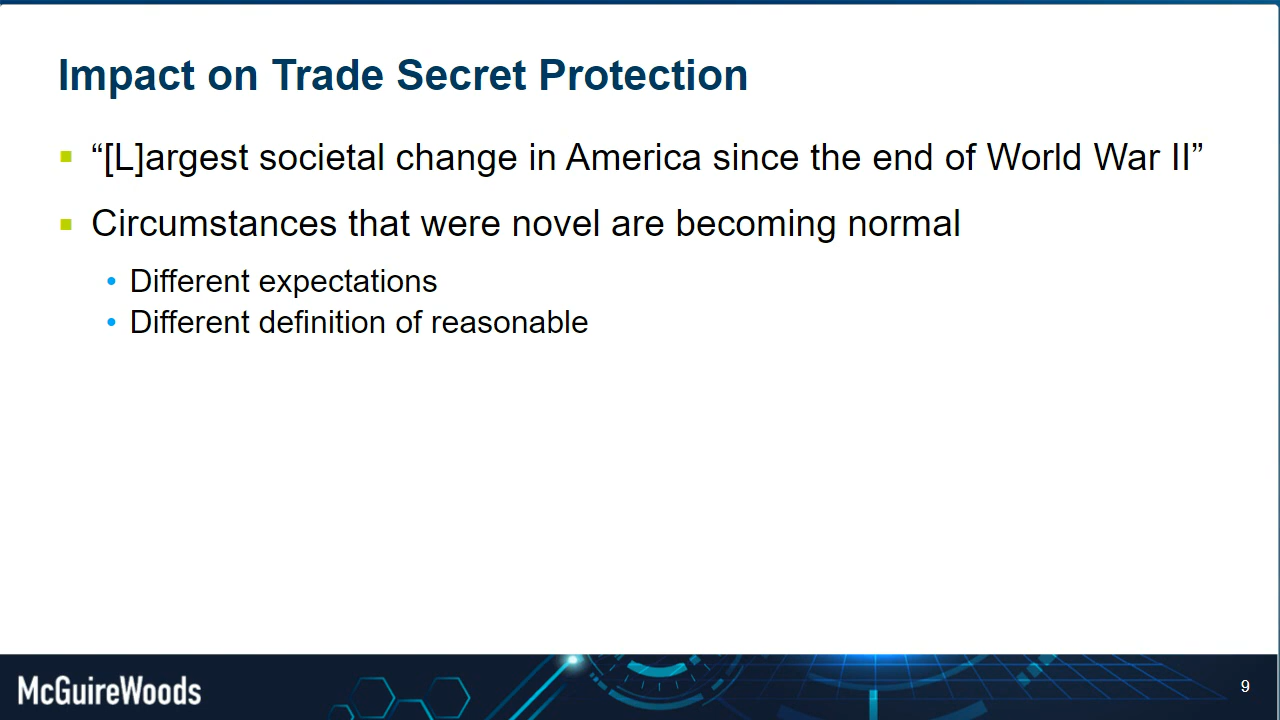 Impact on Trade Secret Protection
“[L]argest societal change in America since the end of World War II”
Circumstances that were novel are becoming normal
Different expectations
Different definition of reasonable
McGuireWoods
9